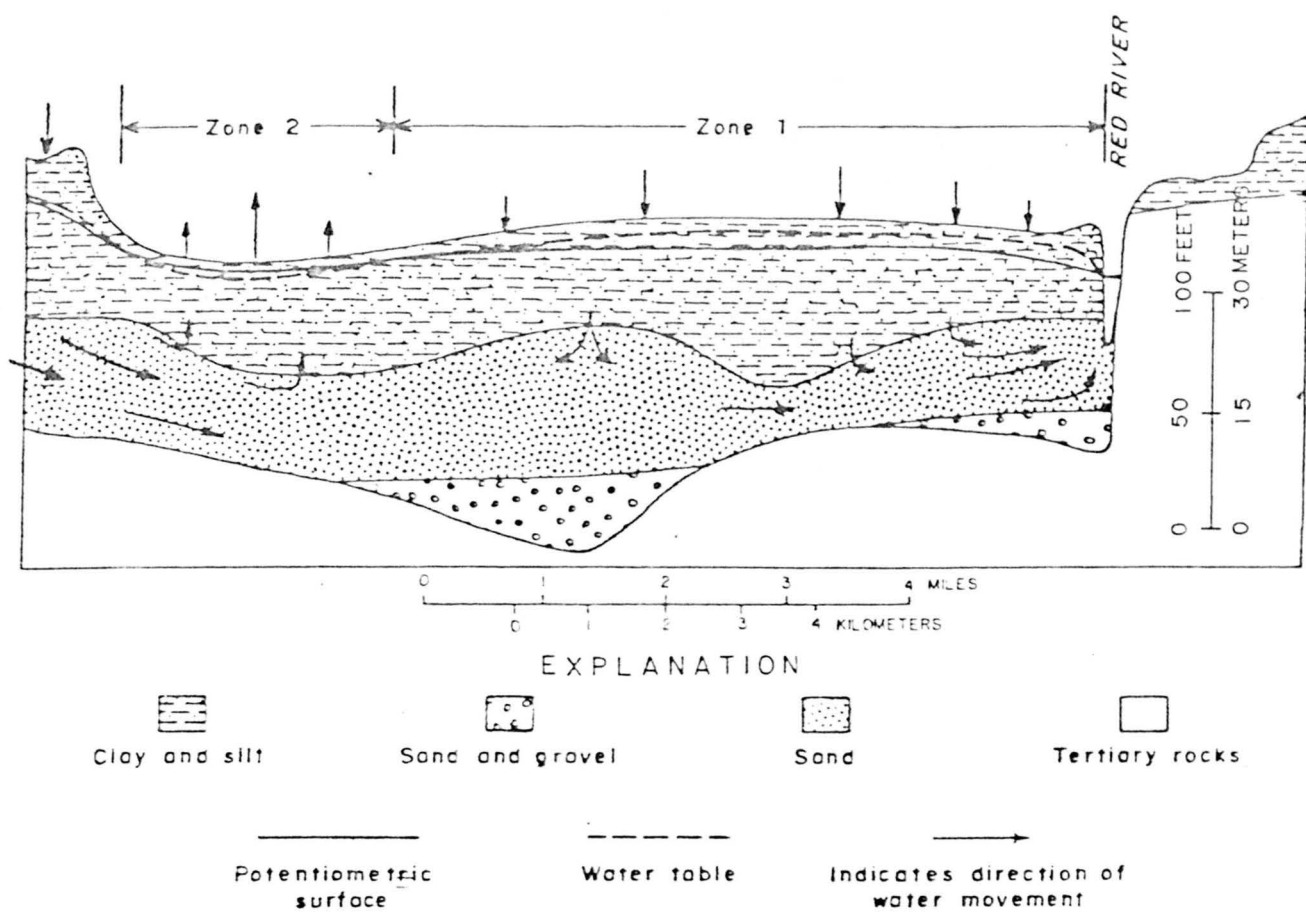 RED RIVER
Zone 2
Zone 1
100 FEET
50
0
30 METERS
15
0
0 1 2 3 4 MILES
0 1 2 3 4 KILOMETERS
EXPLANATION
Clay and silt
Sand and gravel
Sand
Tertiary rocks
Potentiometric
surface
Water table
Indicates direction of
water movement